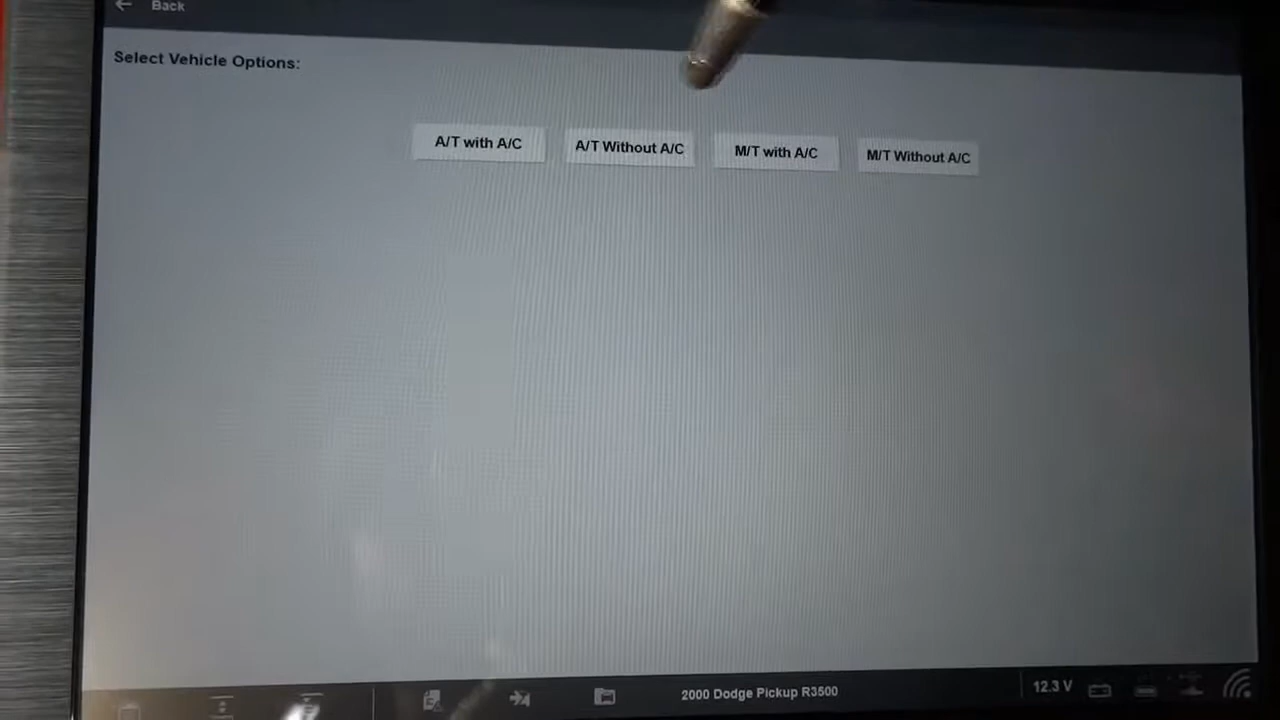 Back
Select Vehicle Options:
A/T with A/C
A/T Without A/C
M/T with A/C
M/T Without A/C
2000 Dodge Pickup R3500
12.3 V